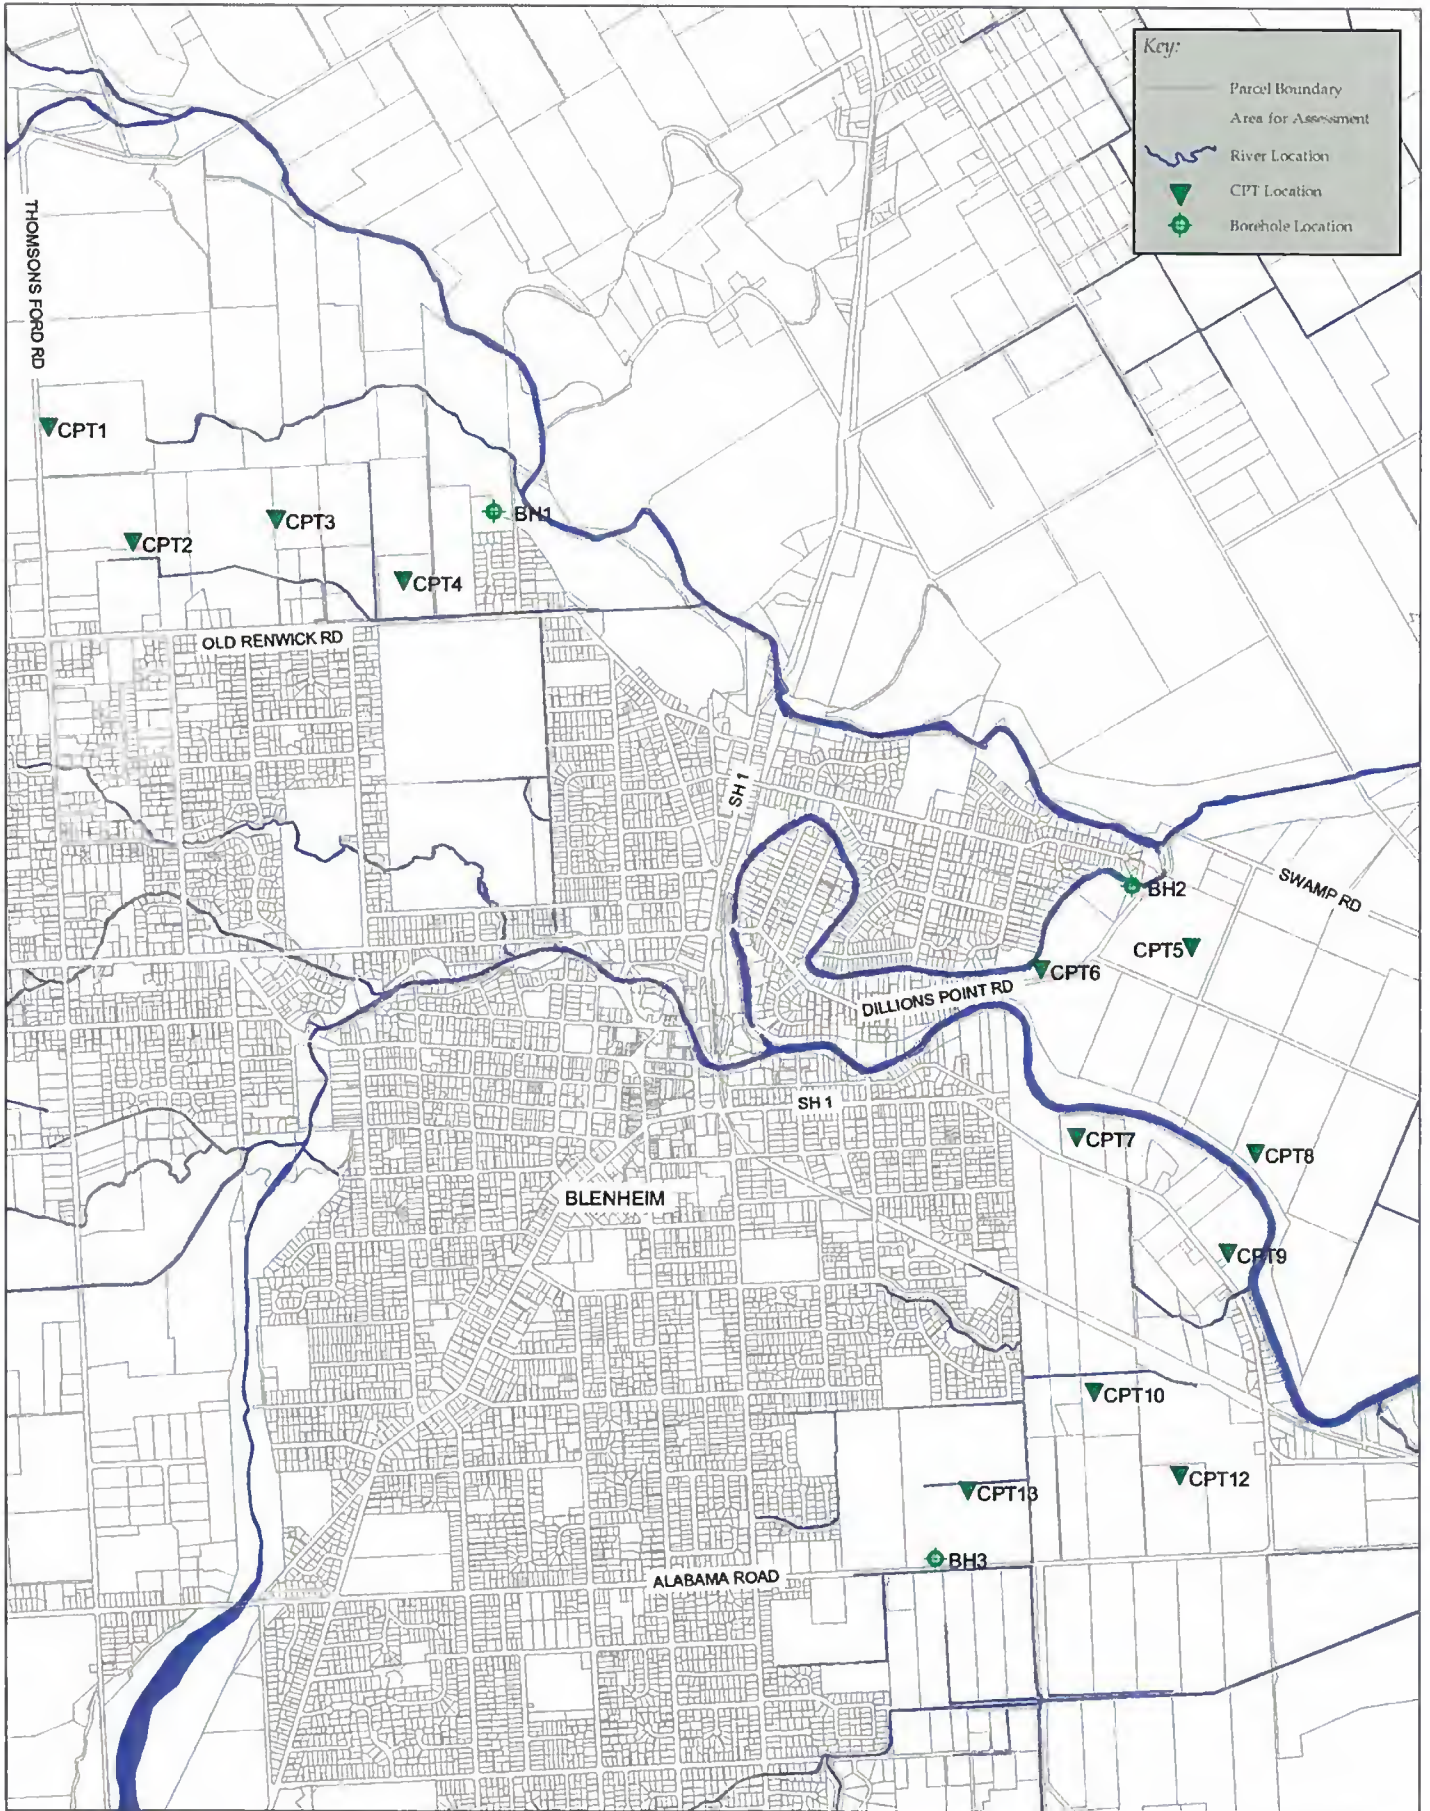 Key:
Parcel Boundary
Area for Assessment
River Location
CPT Location
Borehole Location
THOMSONS FORD RD
CPT1
BH1
CPT3
CPT2
CPT4
OLD RENWICK RD
SH 1
BH2
SWAMP RD
CPT5
CPT6
DILLIONS POINT RD
SH 1
CPT7
CPT8
BLENHEIM
CPT9
CPT10
CPT12
CPT13
BH3
ALABAMA ROAD